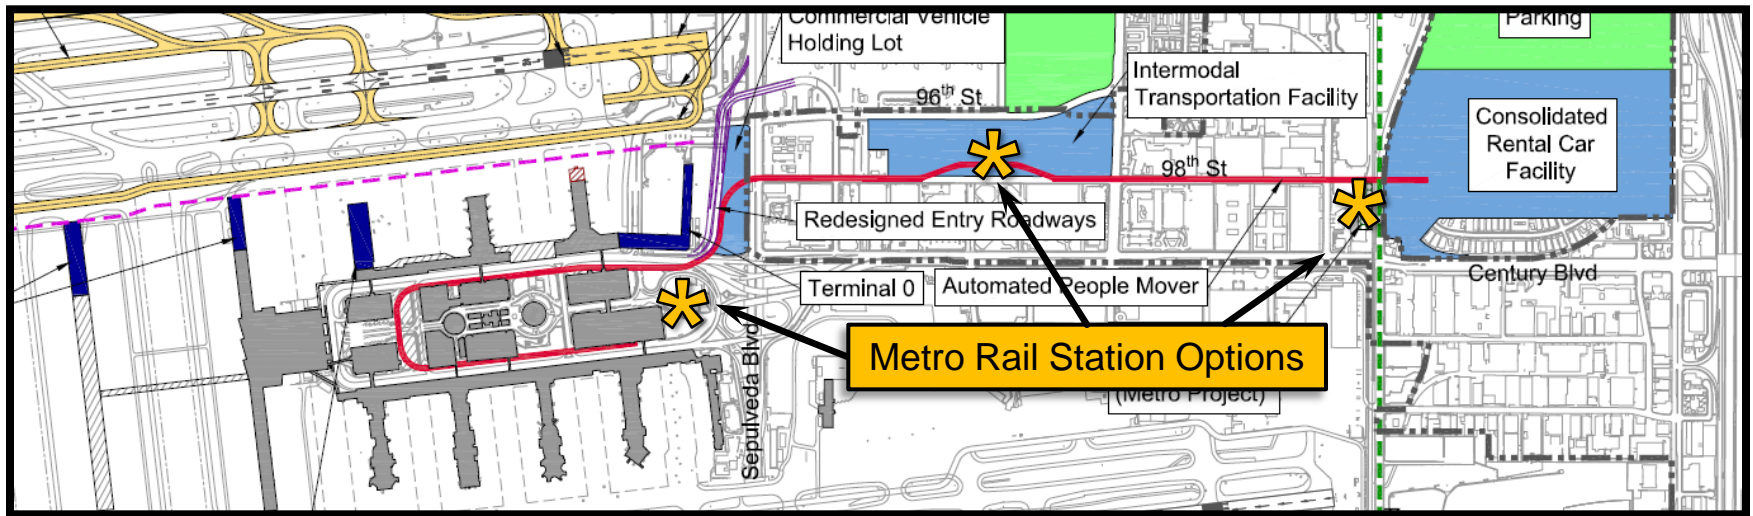 Commercial Vehicle
Holding Lot
Parking
Intermodal
Transportation Facility
96th St
Consolidated
Rental Car
Facility
98th St
Redesigned Entry Roadways
Terminal 0
Automated People Mover
Century Blvd
Sepulveda Blvd
Metro Rail Station Options
(Metro Project)